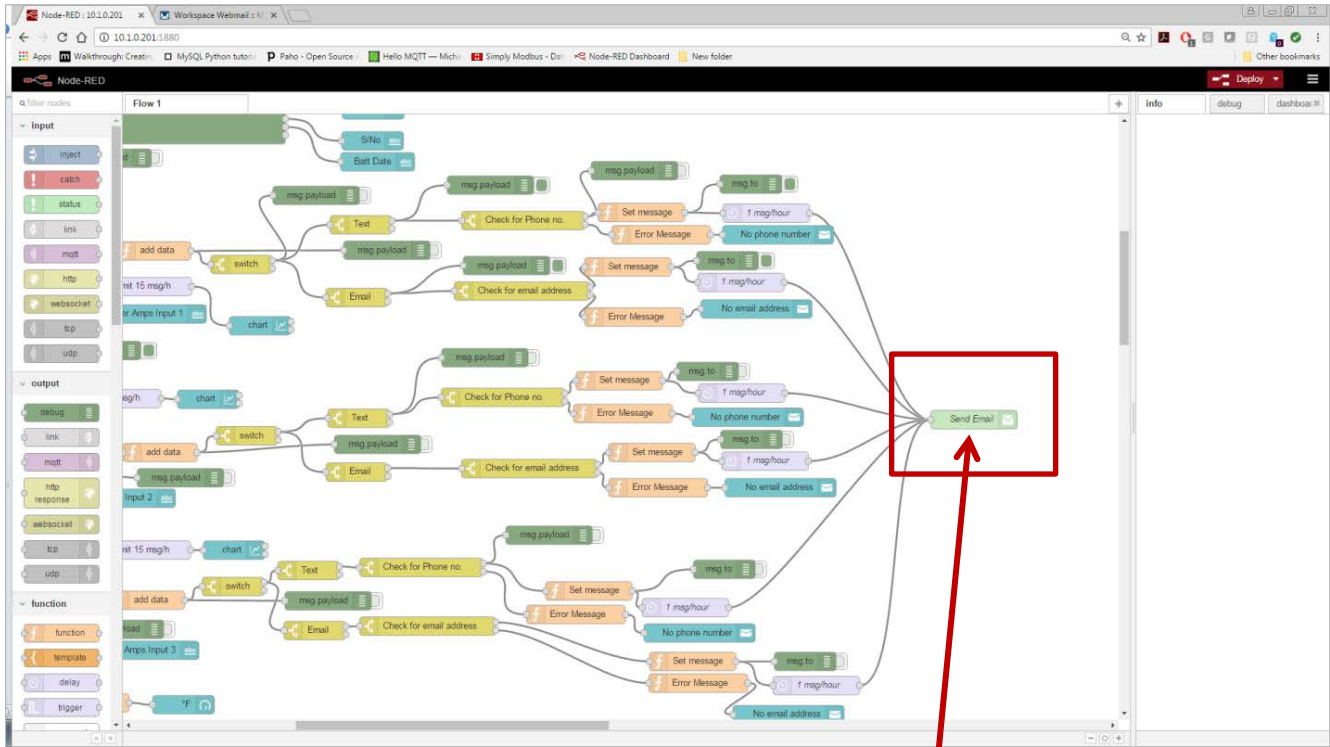 Node-RED : 10.1.0.201
Workspace Webmail :: M
10.1.0.201:1880
Apps
Walkthrough: Creatin
MySQL Python tutori
Paho - Open Source
Hello MQTT — Micha
Simply Modbus - Dat
Node-RED Dashboard
New folder
Other bookmarks
Node-RED
Deploy
filter nodes
Flow 1
info
debug
dashboar
input
inject
catch
status
link
mqtt
http
websocket
tcp
udp
output
debug
link
mqtt
http
response
websocket
tcp
udp
function
function
template
delay
trigger
S/No abc
Batt Date abc
msg.payload
msg.payload
msg.payload
msg.to
Text
Check for Phone no.
Set message
1 msg/hour
Error Message
No phone number
add data
switch
msg.payload
msg.payload
Set message
msg.to
1 msg/hour
mit 15 msg/h
Email
Check for email address
er Amps Input 1 abc
chart
Error Message
No email address
msg.payload
msg.to
Set message
1 msg/hour
sg/h
chart
Check for Phone no.
Text
Error Message
No phone number
Send Email
switch
add data
msg.payload
msg.to
Set message
1 msg/hour
Email
Check for email address
msg.payload
Error Message
No email address
Input 2 abc
msg.payload
mit 15 msg/h
chart
Text
Check for Phone no.
msg.to
switch
Set message
add data
msg.payload
1 msg/hour
Error Message
load
Email
Check for email address
No phone number
Amps Input 3 abc
Set message
msg.to
Error Message
1 msg/hour
°F
No email address